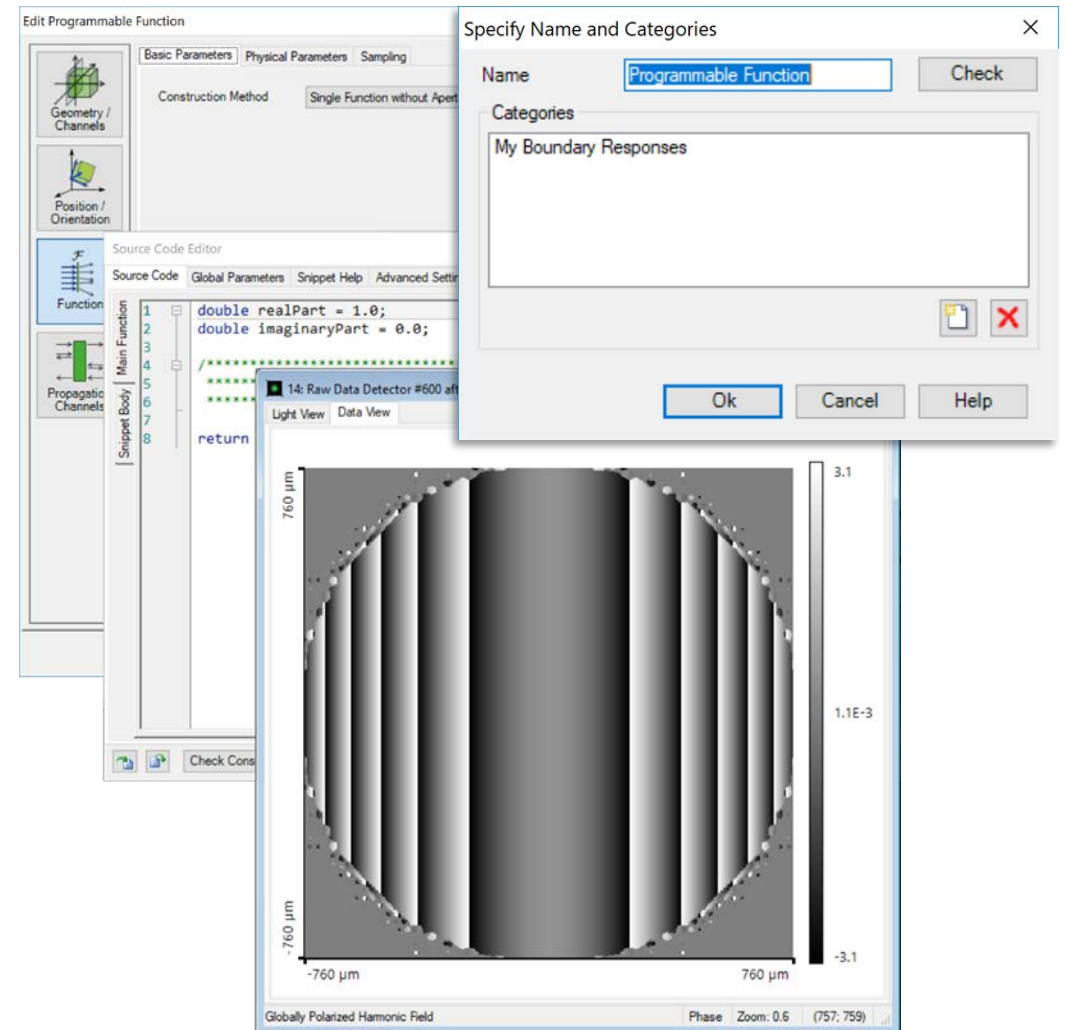 Edit Programmable Function
Basic Parameters Physical Parameters Sampling
Construction Method Single Function without Apert
Geometry /
Channels
Position /
Orientation
Function
Propagatic
Channels
Specify Name and Categories
Name Programmable Function Check
Categories
My Boundary Responses
Ok Cancel Help
Source Code Editor
Source Code Global Parameters Snippet Help Advanced Settin
Main Function
Snippet Body
1 double realPart = 1.0;
2 double imaginaryPart = 0.0;
3
4 /******************************
5 ******
6 ******
7
8 return
Check Cons
14: Raw Data Detector #600 aft
Light View Data View
760 µm
-760 µm
-760 µm 760 µm
3.1
1.1E-3
-3.1
Globally Polarized Harmonic Field Phase Zoom: 0.6 (757; 759)